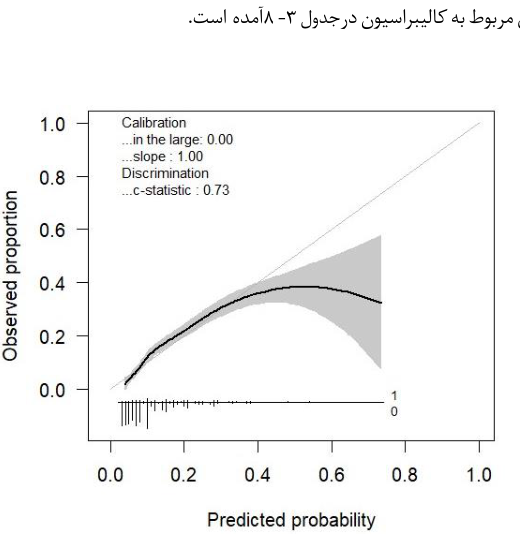 مربوط به کالیبراسیون درجدول ۳- ۸آمده است.
Calibration
...in the large: 0.00
...slope : 1.00
Discrimination
...c-statistic : 0.73
Observed proportion
1.0
0.8
0.6
0.4
0.2
0.0
1
0
0.0 0.2 0.4 0.6 0.8 1.0
Predicted probability